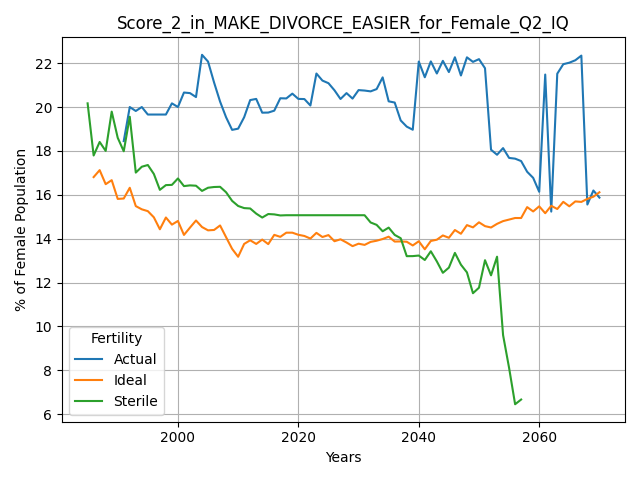 Score_2_in_MAKE_DIVORCE_EASIER_for_Female_Q2_IQ
% of Female Population
22
20
18
16
14
12
10
8
6
Fertility
Actual
Ideal
Sterile
2000
2020
2040
2060
Years